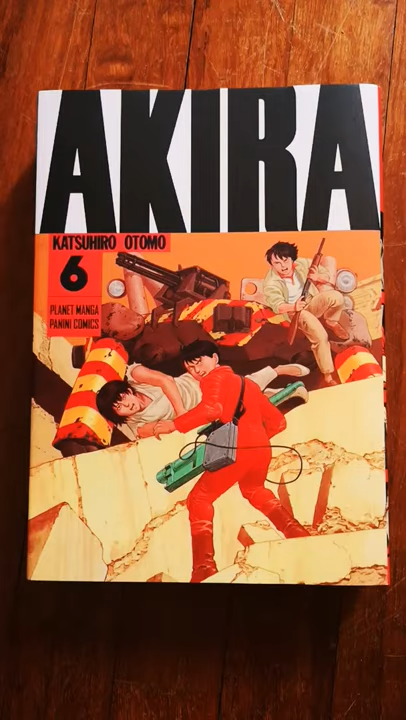 AKIRA
KATSUHIRO OTOMO
6
PLANET MANGA
PANINI COMICS